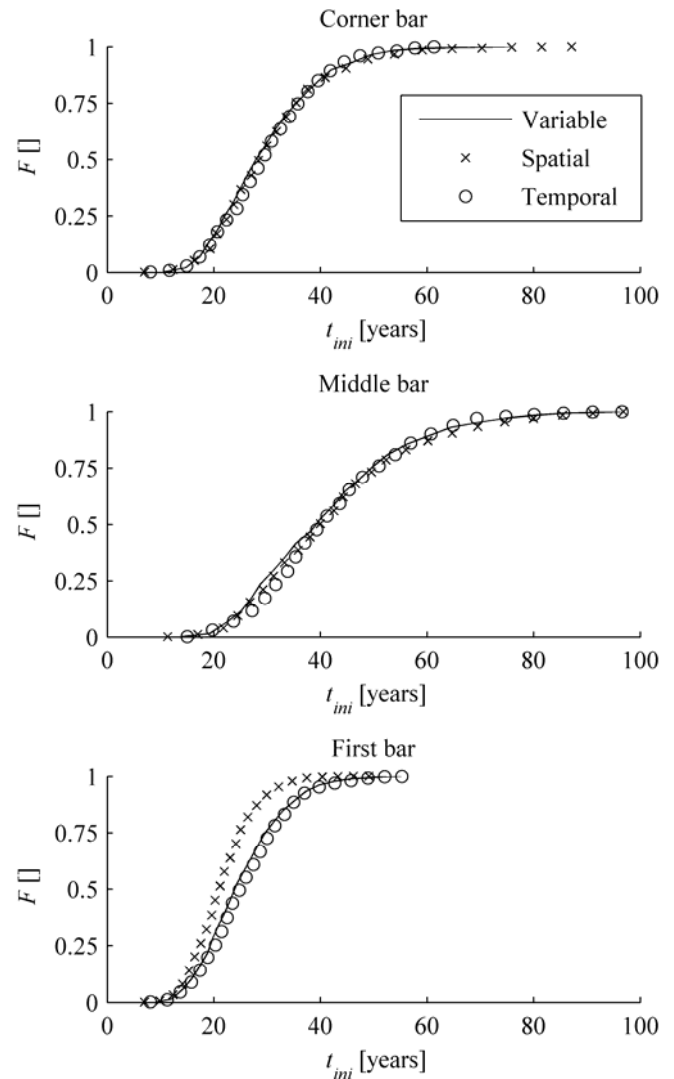 Corner bar
1
0.75
0.5
0.25
0
F []
Variable
Spatial
Temporal
0 20 40 60 80 100
t_ini [years]
Middle bar
1
0.75
0.5
0.25
0
F []
0 20 40 60 80 100
t_ini [years]
First bar
1
0.75
0.5
0.25
0
F []
0 20 40 60 80 100
t_ini [years]